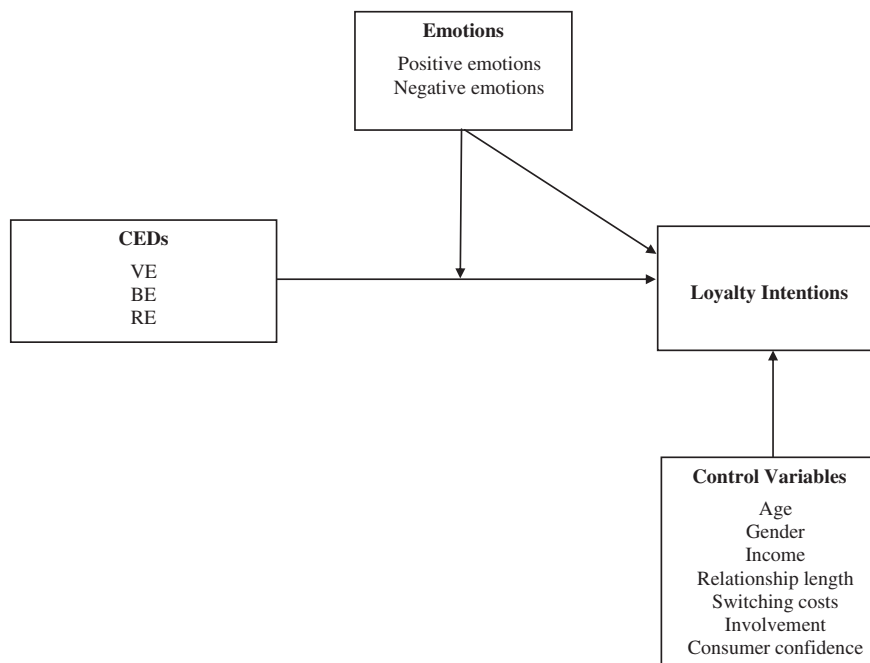 Emotions
Positive emotions
Negative emotions
CEDs
VE
BE
RE
Loyalty Intentions
Control Variables
Age
Gender
Income
Relationship length
Switching costs
Involvement
Consumer confidence